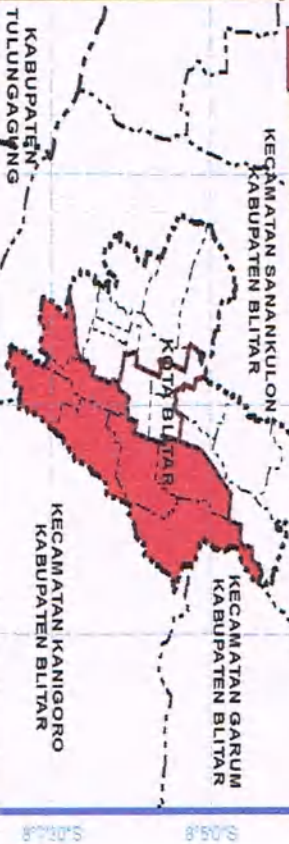 KECAMATAN SANANKULON
KABUPATEN BLITAR
KABUPATEN
TULUNGAGUNG
KOTA BLITAR
KECAMATAN GARUM
KABUPATEN BLITAR
KECAMATAN KANIGORO
KABUPATEN BLITAR
8°5'0"S